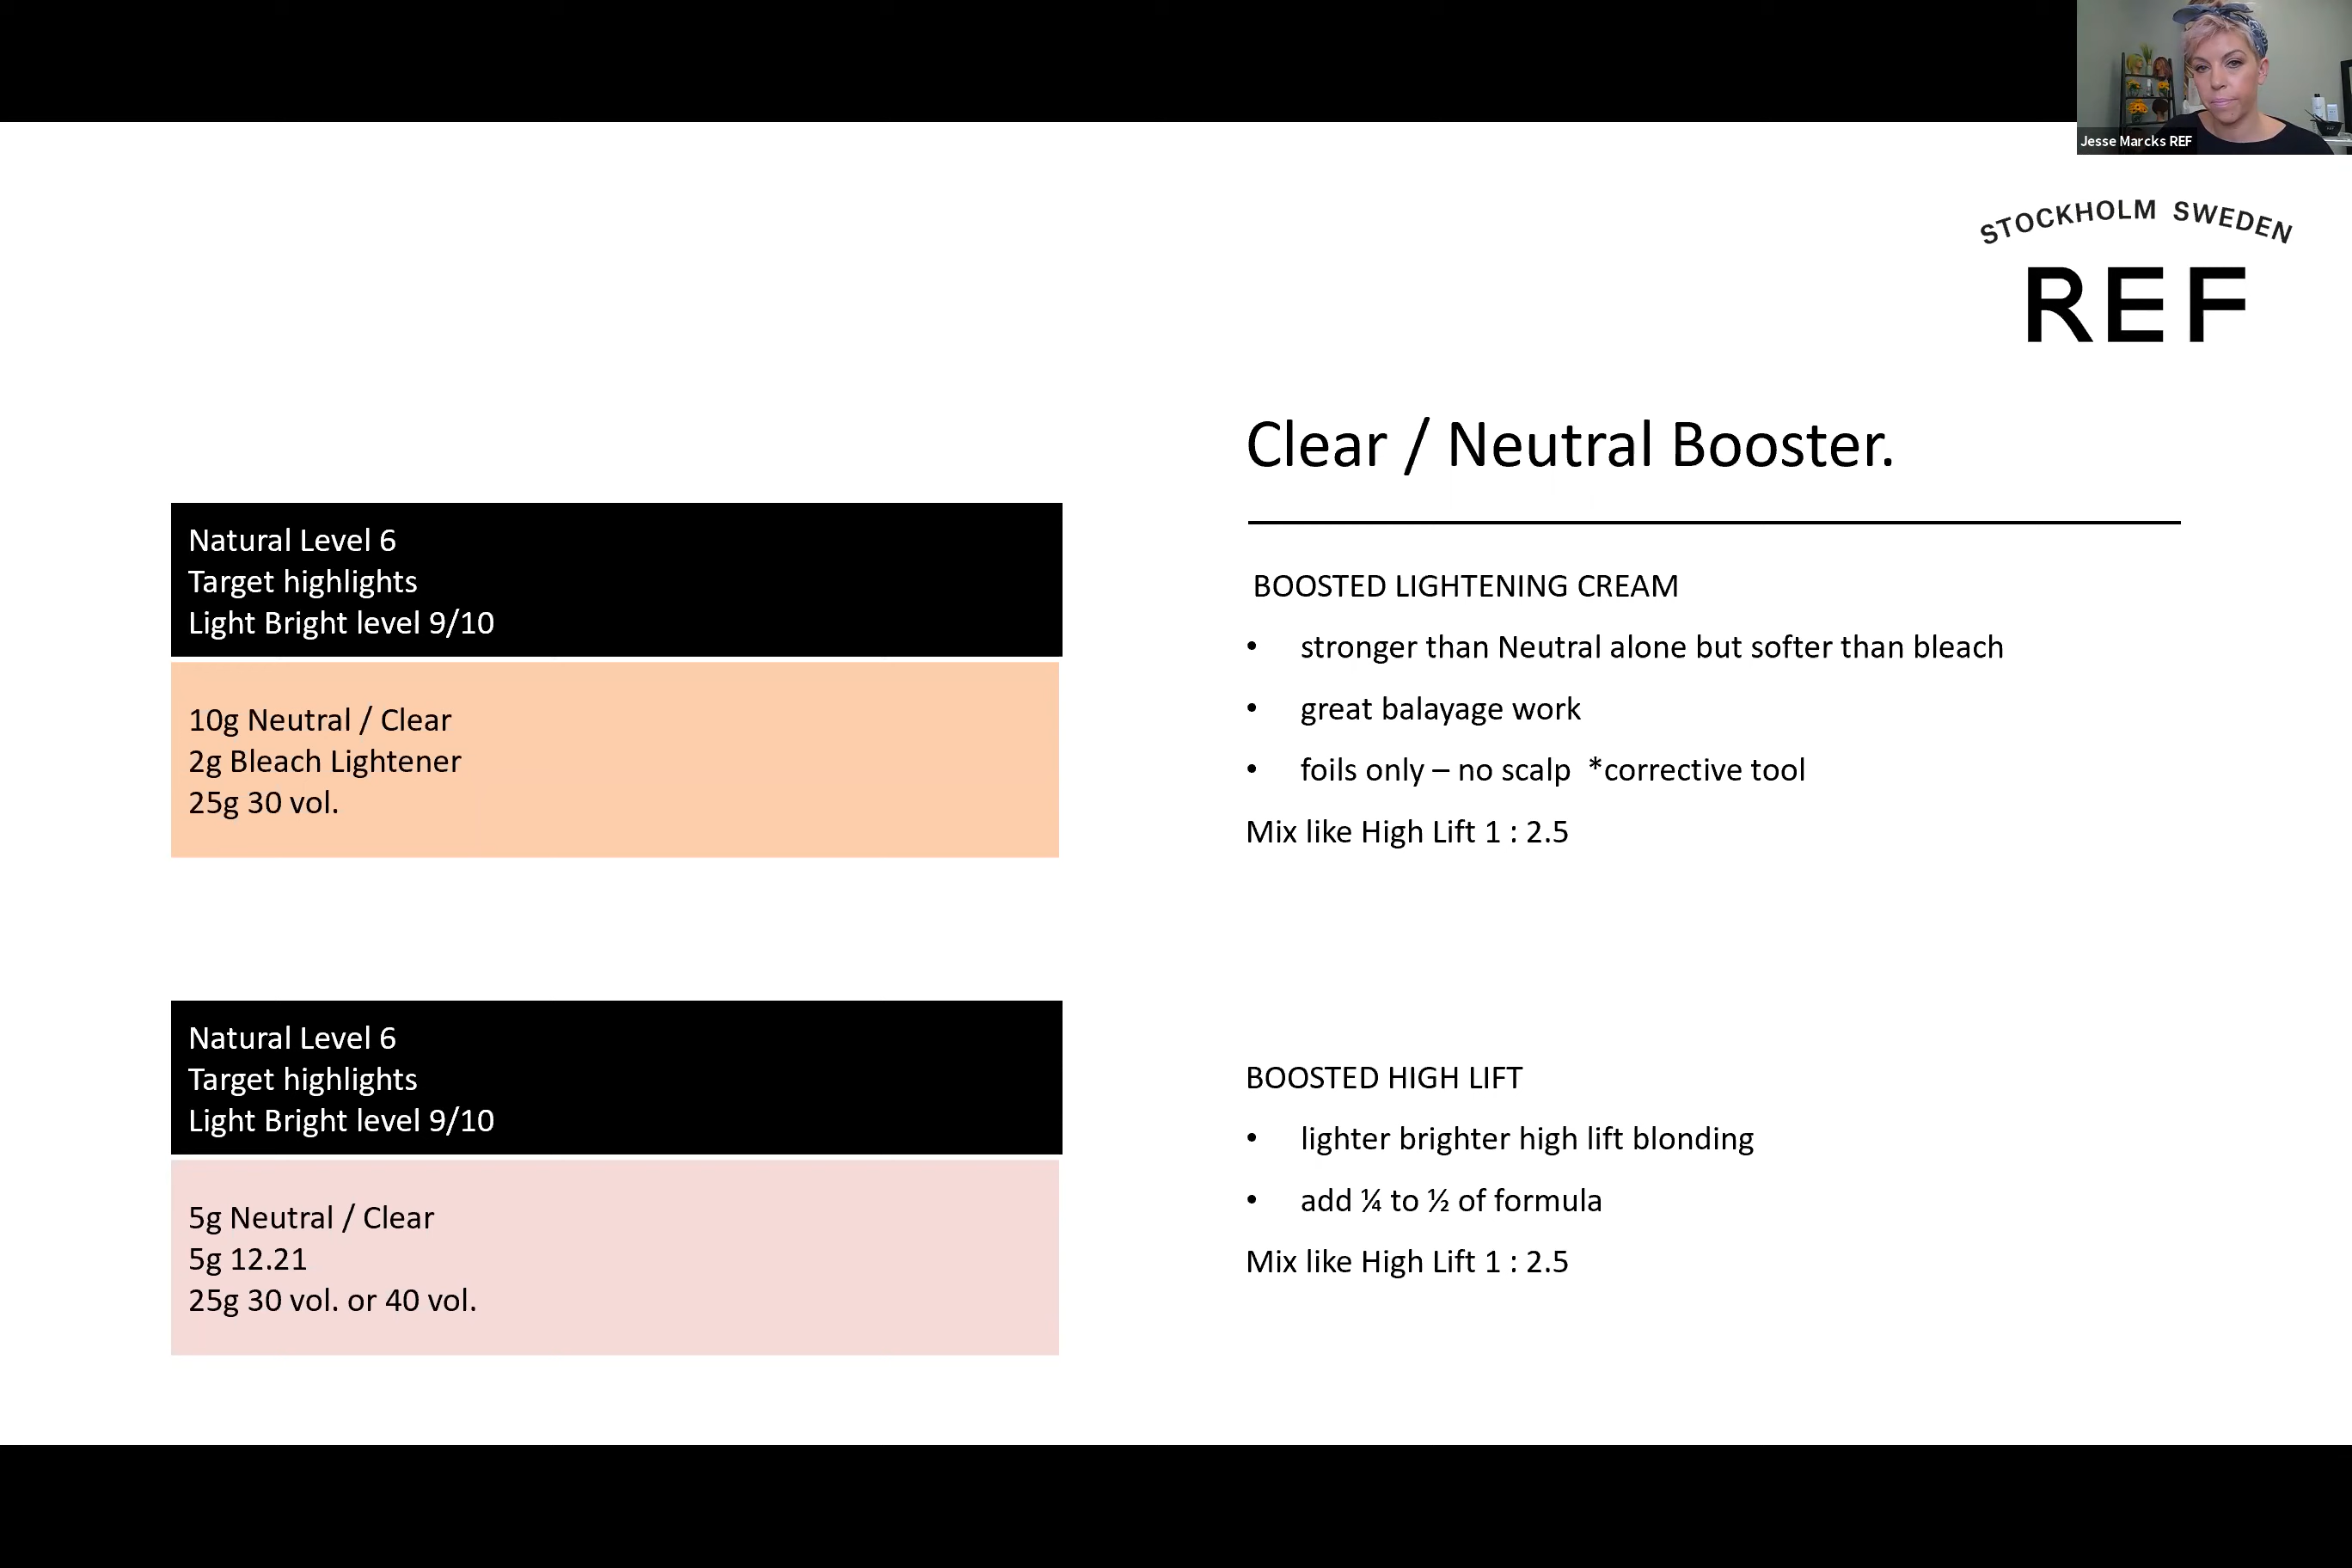 Jesse Marcks REF
STOCKHOLM SWEDEN
REF
Clear / Neutral Booster.
Natural Level 6
Target highlights
Light Bright level 9/10
10g Neutral / Clear
2g Bleach Lightener
25g 30 vol.
BOOSTED LIGHTENING CREAM
• stronger than Neutral alone but softer than bleach
• great balayage work
• foils only – no scalp *corrective tool
Mix like High Lift 1 : 2.5
Natural Level 6
Target highlights
Light Bright level 9/10
5g Neutral / Clear
5g 12.21
25g 30 vol. or 40 vol.
BOOSTED HIGH LIFT
• lighter brighter high lift blonding
• add ¼ to ½ of formula
Mix like High Lift 1 : 2.5